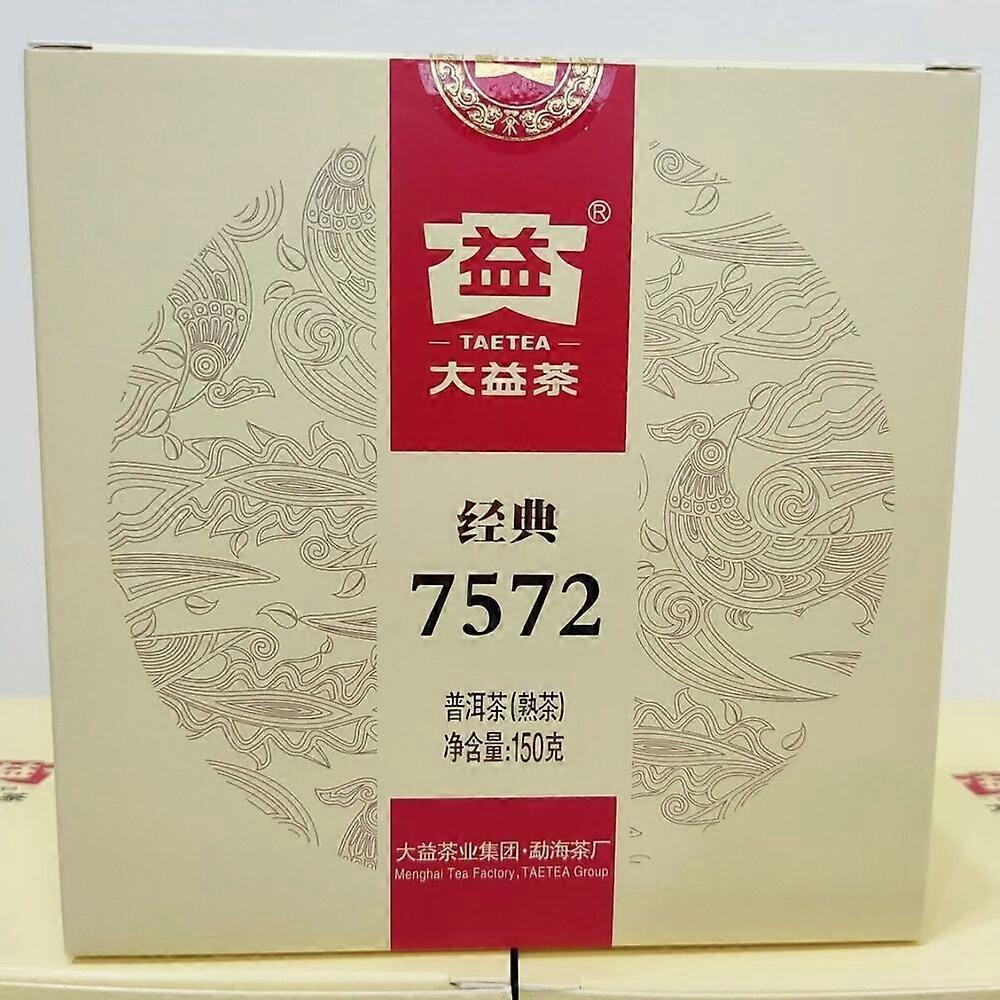 益®
TAETEA
大益茶
经典
7572
普洱茶(熟茶)
净含量:150克
大益茶业集团·勐海茶厂
Menghai Tea Factory, TAETEA Group